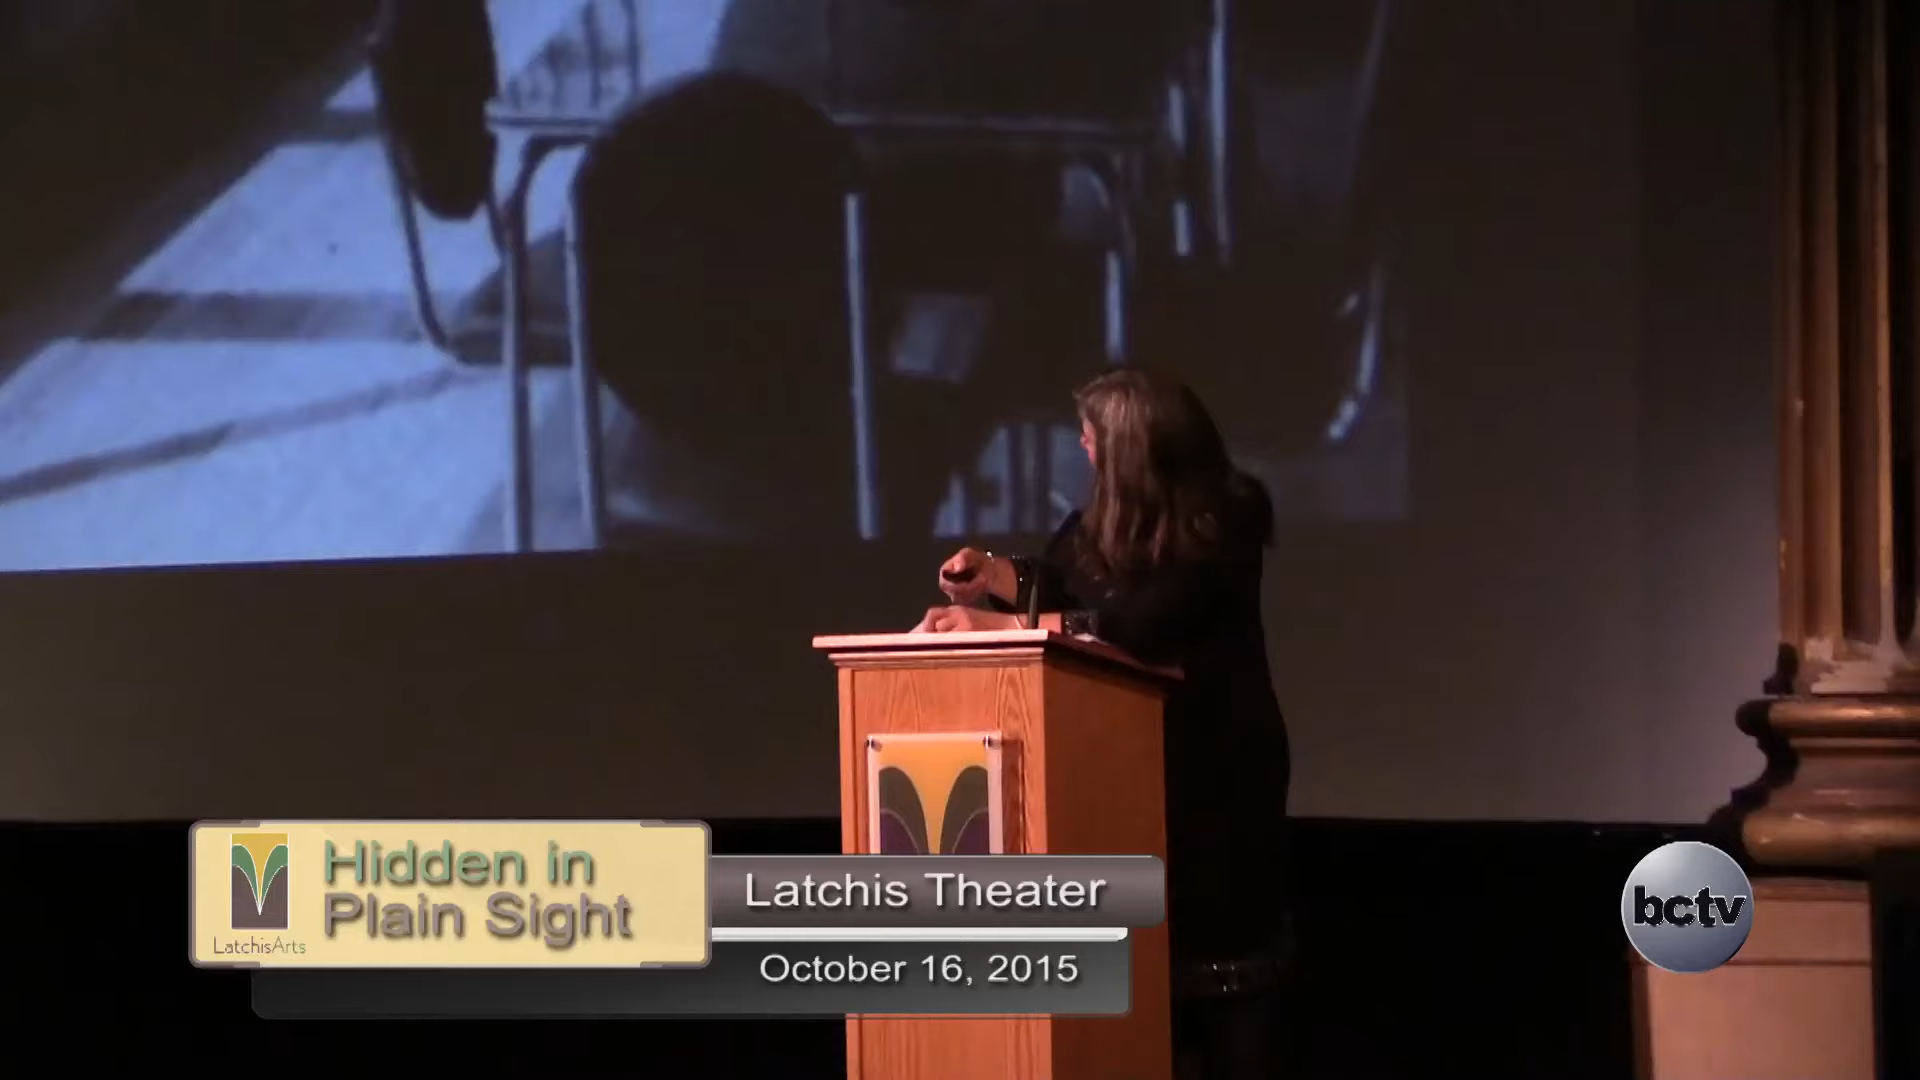 Hidden in
Plain Sight
LatchisArts
Latchis Theater
October 16, 2015
bctv